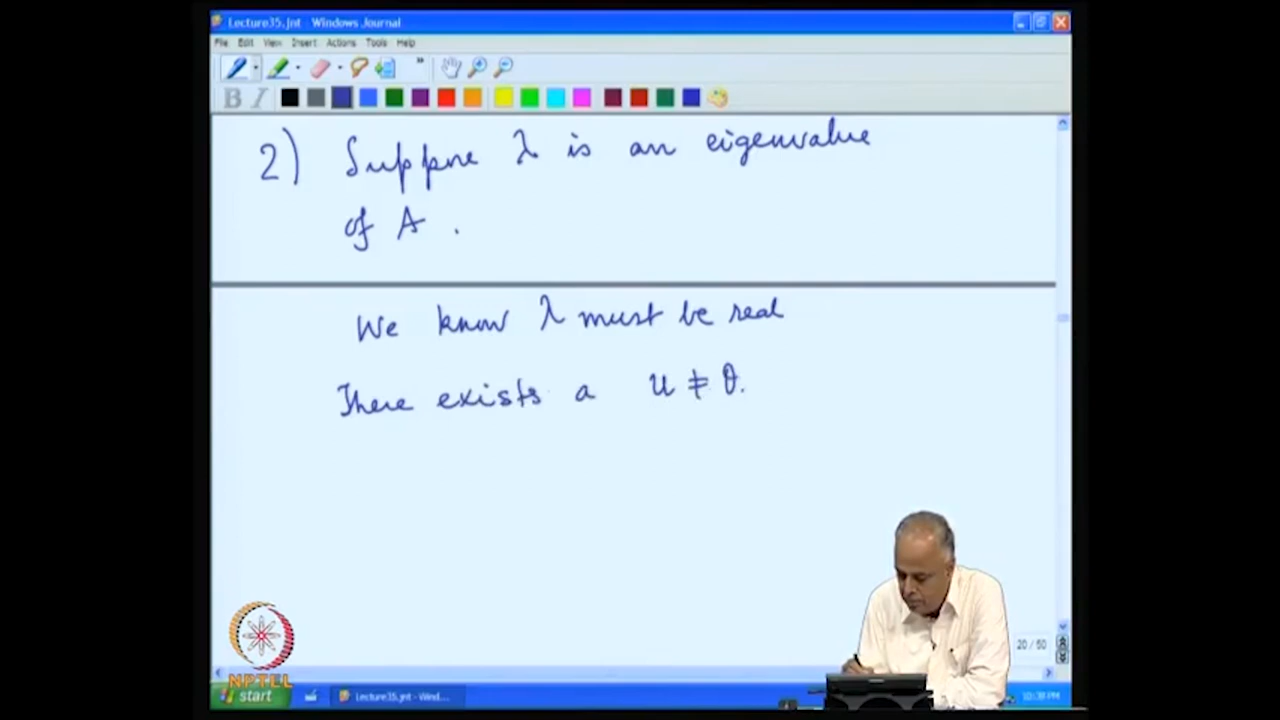 Lecture35.jnt - Windows Journal
File Edit View Insert Actions Tools Help
B I
2) Suppose λ is an eigenvalue
of A .
We know λ must be real
There exists a u ≠ θ.
20 / 50
NPTEL
start
Lecture35.jnt - Wind...